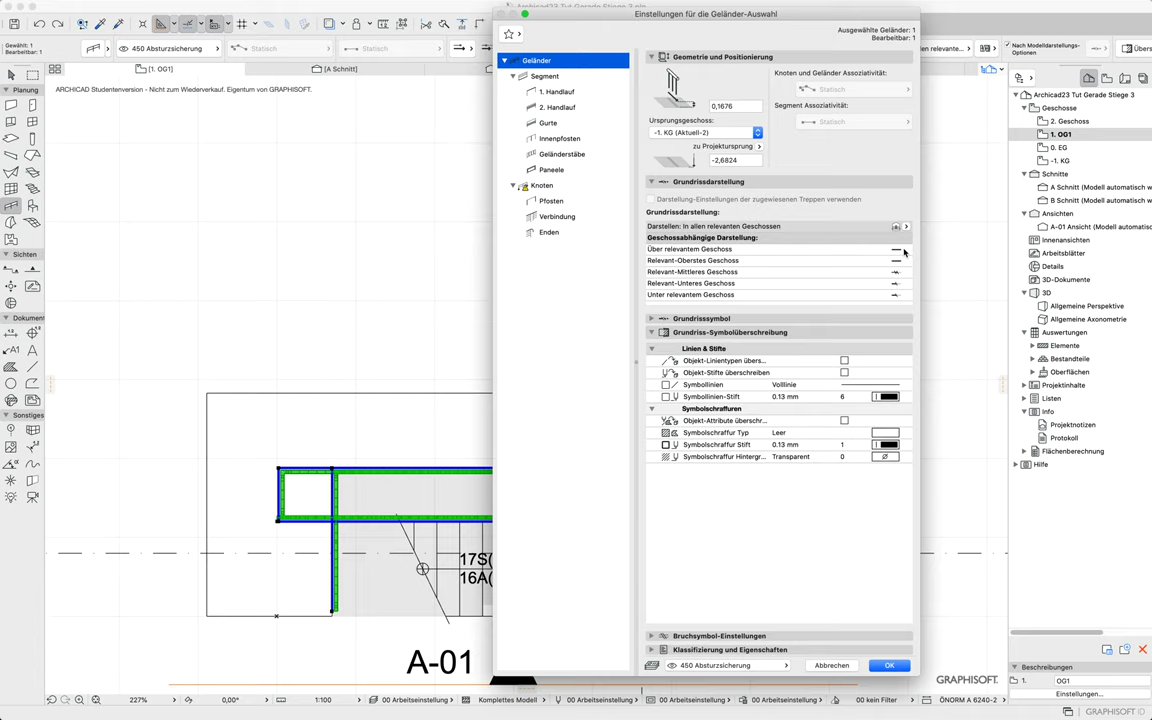 Archicad23 Tut Gerade Stiege 3.pln
Einstellungen für die Geländer-Auswahl
Gewählt: 1
Bearbeitbar: 1
450 Absturzsicherung
Statisch
Statisch
Ausgewählte Geländer: 1
Bearbeitbar: 1
Nach Modelldarstellungs-
Optionen
[1. OG1]
[A Schnitt]
ARCHICAD Studentenversion - Nicht zum Wiederverkauf. Eigentum von GRAPHISOFT.
Planung
Sichten
Sonstiges
Geländer
Segment
1. Handlauf
2. Handlauf
Gurte
Innenpfosten
Geländerstäbe
Paneele
Knoten
Pfosten
Verbindung
Enden
Geometrie und Positionierung
0,1676
Ursprungsgeschoss:
-1. KG (Aktuell-2)
zu Projektursprung
-2,6824
Knoten und Geländer Assoziativität:
Statisch
Segment Assoziativität:
Statisch
Grundrissdarstellung
Darstellung-Einstellungen der zugewiesenen Treppen verwenden
Grundrissdarstellung:
Darstellen: In allen relevanten Geschossen
Geschossabhängige Darstellung:
Über relevantem Geschoss
Relevant-Oberstes Geschoss
Relevant-Mittleres Geschoss
Relevant-Unteres Geschoss
Unter relevantem Geschoss
Grundrisssymbol
Grundriss-Symbolüberschreibung
Linien & Stifte
Objekt-Linientypen übers...
Objekt-Stifte überschreiben
Symbollinien Volllinie
Symbollinien-Stift 0.13 mm 6
Symbolschraffuren
Objekt-Attribute überschr...
Symbolschraffur Typ Leer
Symbolschraffur Stift 0.13 mm 1
Symbolschraffur Hintergr... Transparent 0
Bruchsymbol-Einstellungen
Klassifizierung und Eigenschaften
450 Absturzsicherung
Abbrechen
OK
Archicad23 Tut Gerade Stiege 3
Geschosse
2. Geschoss
1. OG1
0. EG
-1. KG
Schnitte
A Schnitt (Modell automatisch w
B Schnitt (Modell automatisch w
Ansichten
A-01 Ansicht (Modell automatisc
Innenansichten
Arbeitsblätter
Details
3D-Dokumente
3D
Allgemeine Perspektive
Allgemeine Axonometrie
Auswertungen
Elemente
Bestandteile
Oberflächen
Projektinhalte
Listen
Info
Projektnotizen
Protokoll
Flächenberechnung
Hilfe
Beschreibungen
1. OG1
Einstellungen...
17S(
16A(
A-01
GRAPHISOFT.
227%
0,00°
1:100
00 Arbeitseinstellung
Komplettes Modell
00 Arbeitseinstellung
00 Arbeitseinstellung
00 Arbeitseinstellung
00 kein Filter
ÖNORM A 6240-2
GRAPHISOFT ID